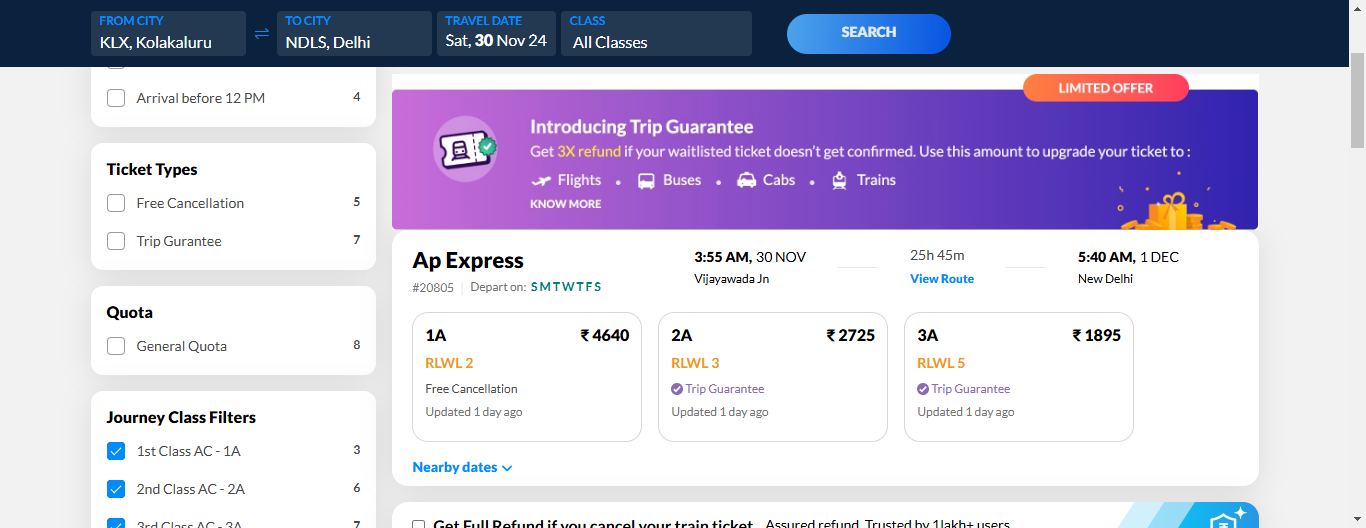 FROM CITY
KLX, Kolakaluru
TO CITY
NDLS, Delhi
TRAVEL DATE
Sat, 30 Nov 24
CLASS
All Classes
SEARCH
Arrival before 12 PM 4
Ticket Types
Free Cancellation 5
Trip Gurantee 7
Quota
General Quota 8
Journey Class Filters
1st Class AC - 1A 3
2nd Class AC - 2A 6
3rd Class AC - 3A 7
LIMITED OFFER
Introducing Trip Guarantee
Get 3X refund if your waitlisted ticket doesn't get confirmed. Use this amount to upgrade your ticket to :
Flights • Buses • Cabs • Trains
KNOW MORE
Ap Express
#20805 | Depart on: S M T W T F S
3:55 AM, 30 NOV
Vijayawada Jn
25h 45m
View Route
5:40 AM, 1 DEC
New Delhi
1A ₹ 4640
RLWL 2
Free Cancellation
Updated 1 day ago
2A ₹ 2725
RLWL 3
Trip Guarantee
Updated 1 day ago
3A ₹ 1895
RLWL 5
Trip Guarantee
Updated 1 day ago
Nearby dates
Get Full Refund if you cancel your train ticket Assured refund. Trusted by 1lakh+ users